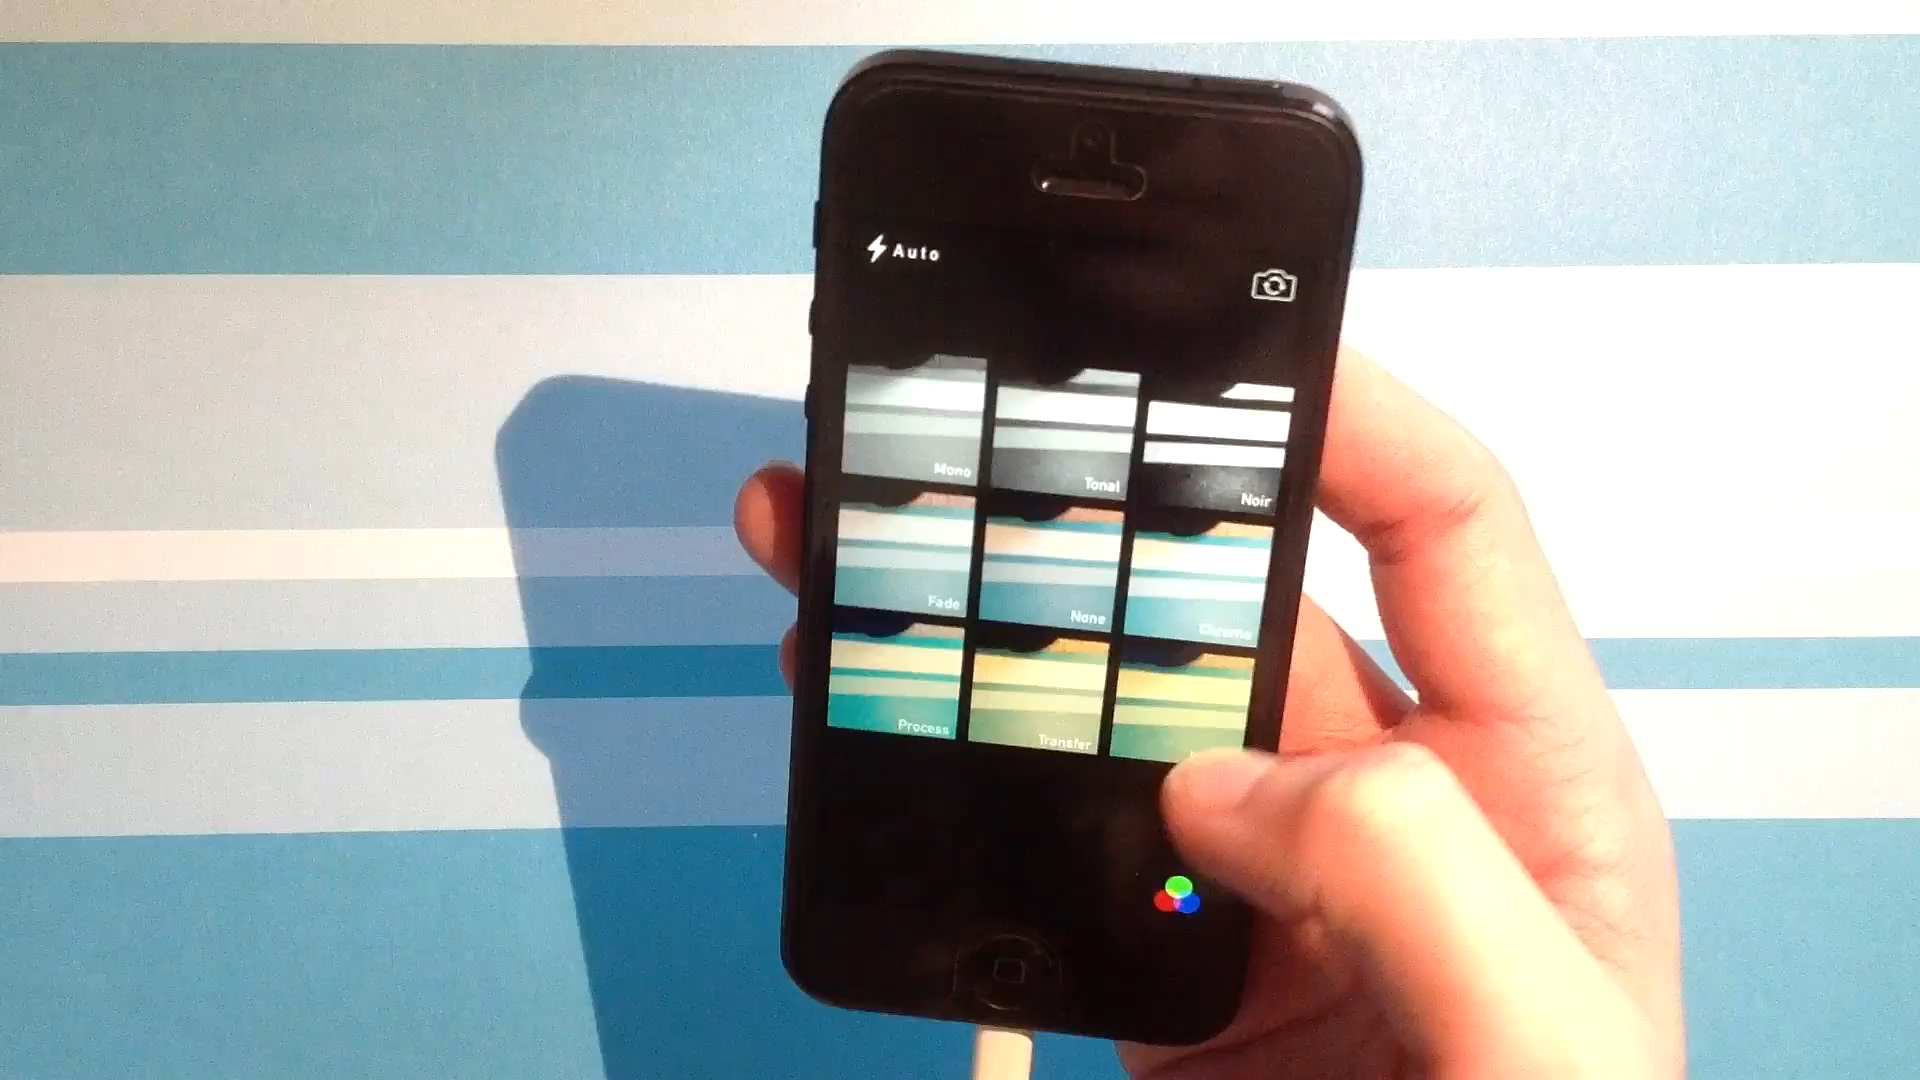 Auto
Mono
Tonal
Noir
Fade
None
Chrome
Process
Transfer